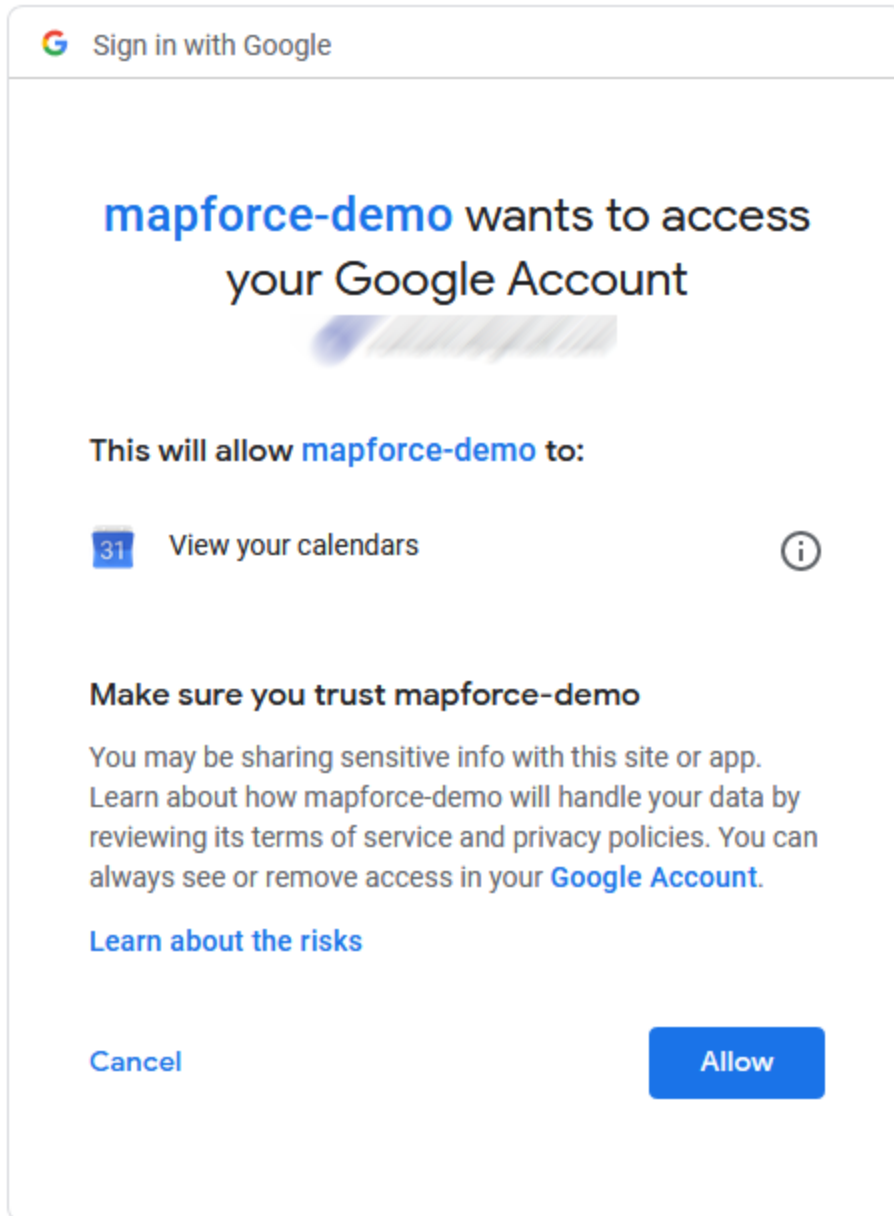 Sign in with Google
mapforce-demo wants to access
your Google Account
This will allow mapforce-demo to:
31
View your calendars
Make sure you trust mapforce-demo
You may be sharing sensitive info with this site or app.
Learn about how mapforce-demo will handle your data by
reviewing its terms of service and privacy policies. You can
always see or remove access in your Google Account.
Learn about the risks
Cancel
Allow